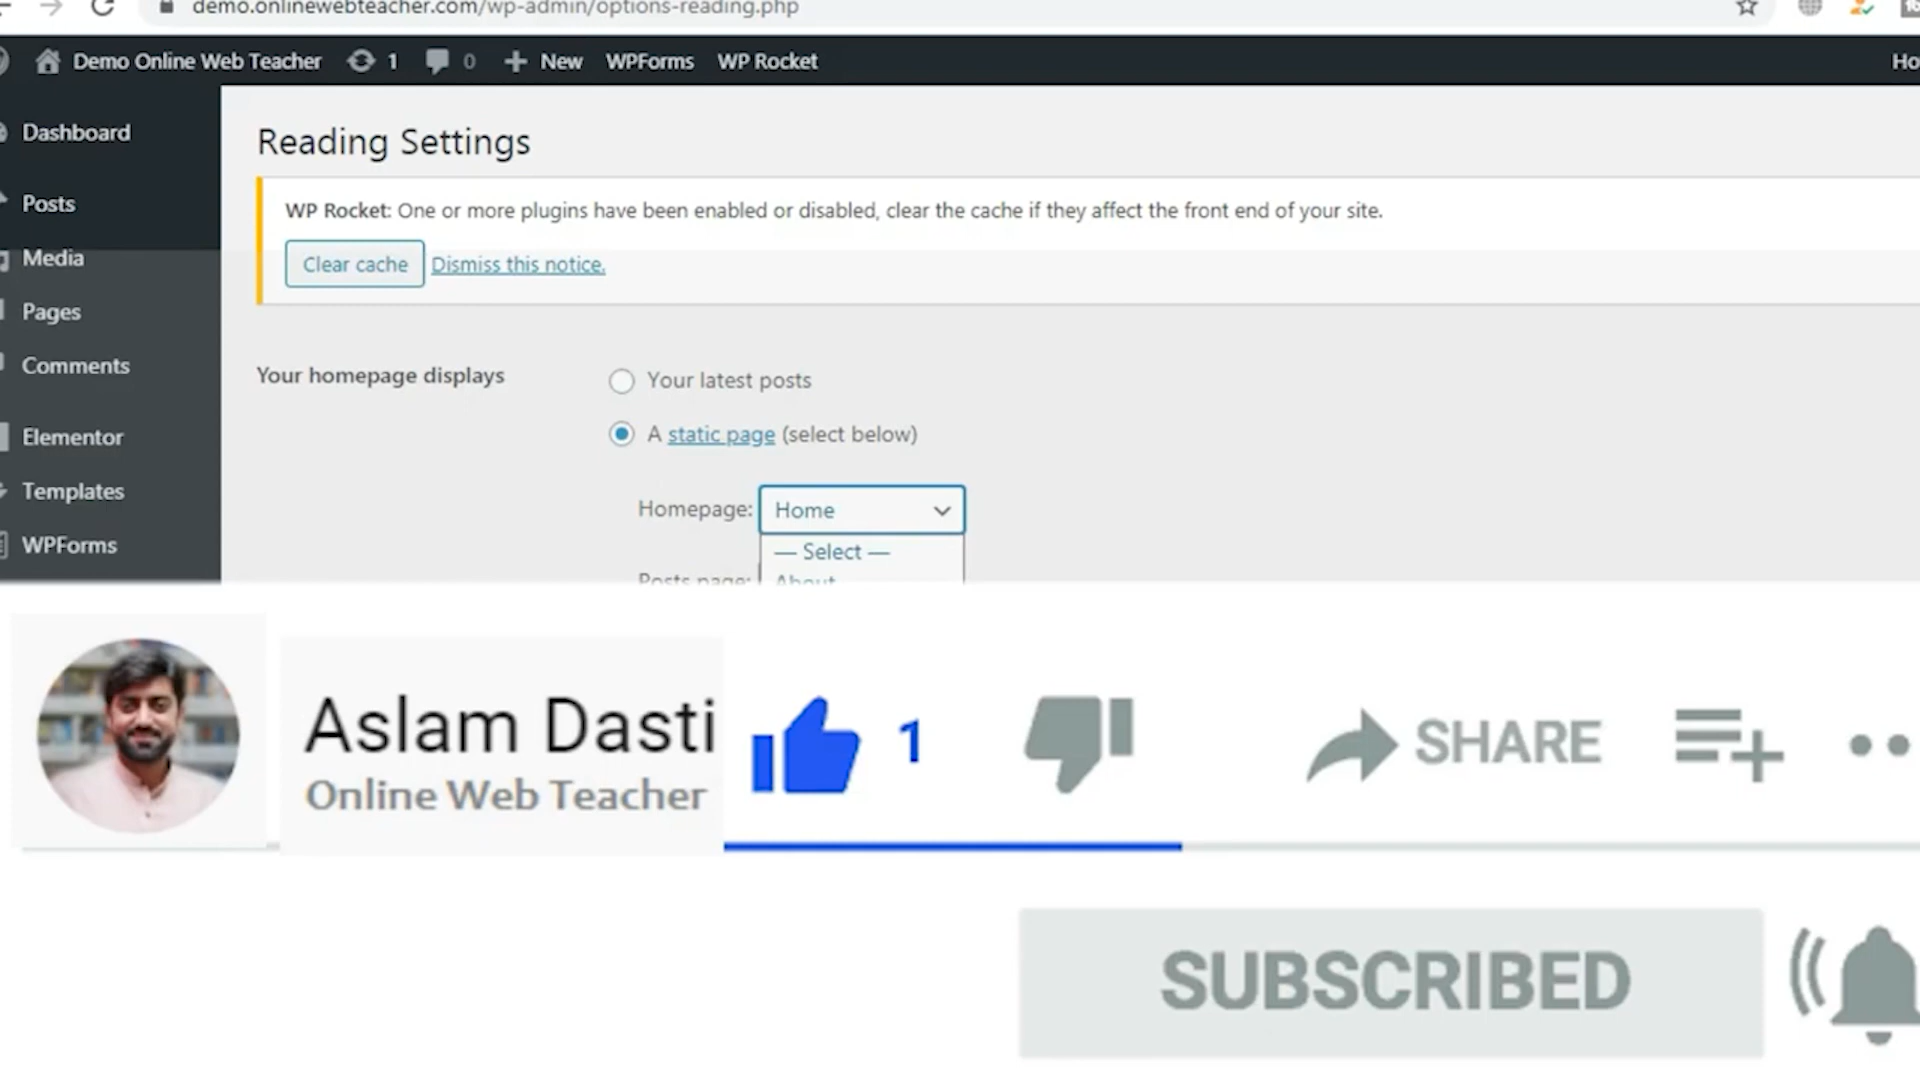 demo.onlinewebteacher.com/wp-admin/options-reading.php
Demo Online Web Teacher 1 0 New WPForms WP Rocket
Dashboard
Posts
Media
Pages
Comments
Elementor
Templates
WPForms
Reading Settings
WP Rocket: One or more plugins have been enabled or disabled, clear the cache if they affect the front end of your site.
Clear cache Dismiss this notice.
Your homepage displays
Your latest posts
A static page (select below)
Homepage: Home
— Select —
Posts page: About
Aslam Dasti
Online Web Teacher
1
SHARE
SUBSCRIBED